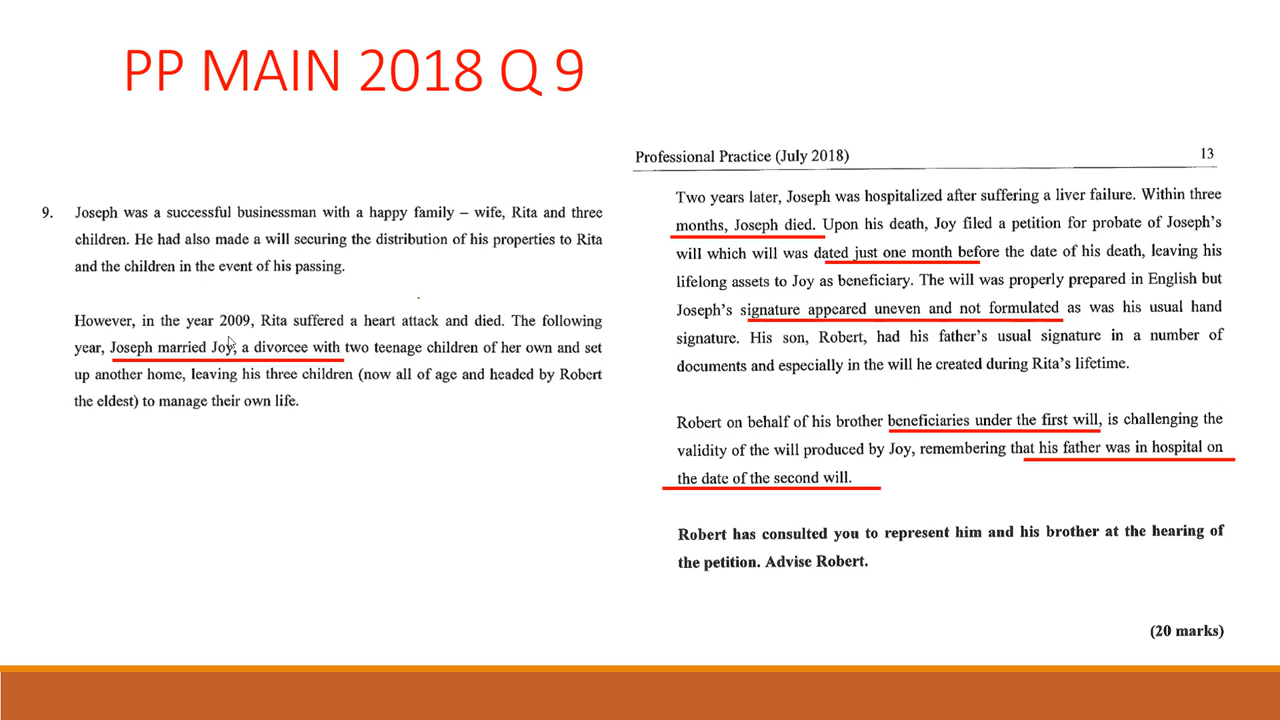 PP MAIN 2018 Q 9
9. Joseph was a successful businessman with a happy family – wife, Rita and three
children. He had also made a will securing the distribution of his properties to Rita
and the children in the event of his passing.
However, in the year 2009, Rita suffered a heart attack and died. The following
year, Joseph married Joy, a divorcee with two teenage children of her own and set
up another home, leaving his three children (now all of age and headed by Robert
the eldest) to manage their own life.
Professional Practice (July 2018) 13
Two years later, Joseph was hospitalized after suffering a liver failure. Within three
months, Joseph died. Upon his death, Joy filed a petition for probate of Joseph's
will which will was dated just one month before the date of his death, leaving his
lifelong assets to Joy as beneficiary. The will was properly prepared in English but
Joseph's signature appeared uneven and not formulated as was his usual hand
signature. His son, Robert, had his father's usual signature in a number of
documents and especially in the will he created during Rita's lifetime.
Robert on behalf of his brother beneficiaries under the first will, is challenging the
validity of the will produced by Joy, remembering that his father was in hospital on
the date of the second will.
Robert has consulted you to represent him and his brother at the hearing of
the petition. Advise Robert.
(20 marks)